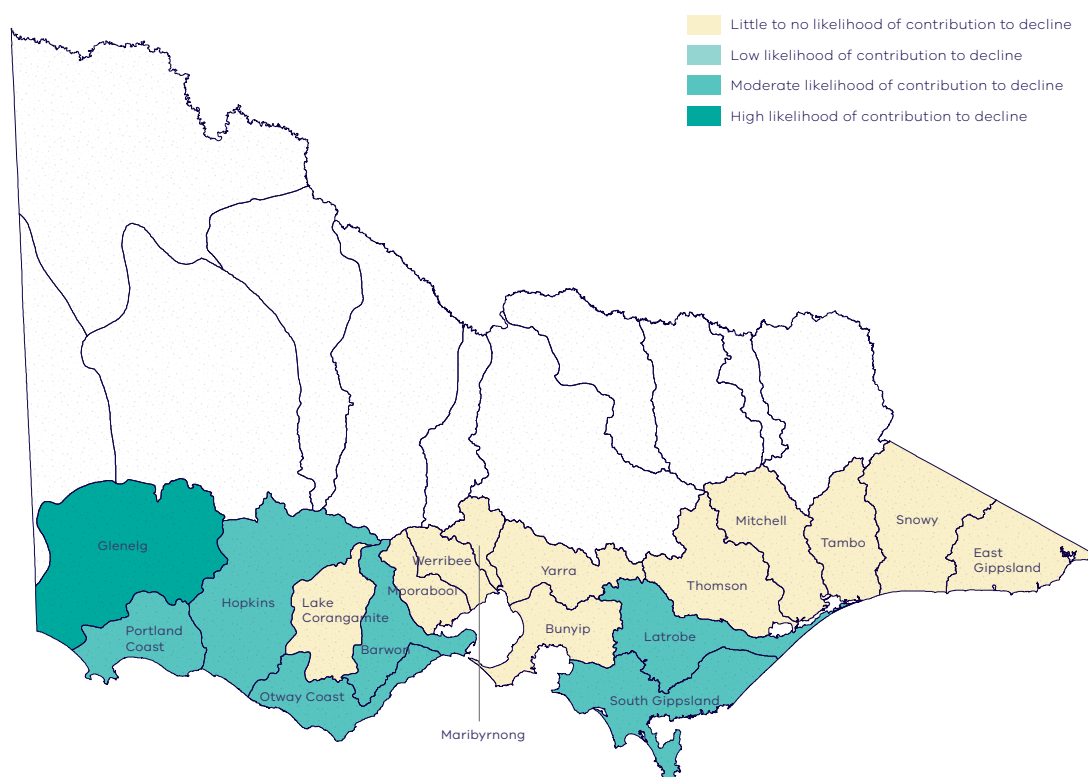 Little to no likelihood of contribution to decline
Low likelihood of contribution to decline
Moderate likelihood of contribution to decline
High likelihood of contribution to decline
Glenelg
Portland
Coast
Hopkins
Lake
Corangamite
Otway Coast
Barwon
Moorabool
Werribee
Maribyrnong
Yarra
Bunyip
Latrobe
South Gippsland
Thomson
Mitchell
Tambo
Snowy
East
Gippsland